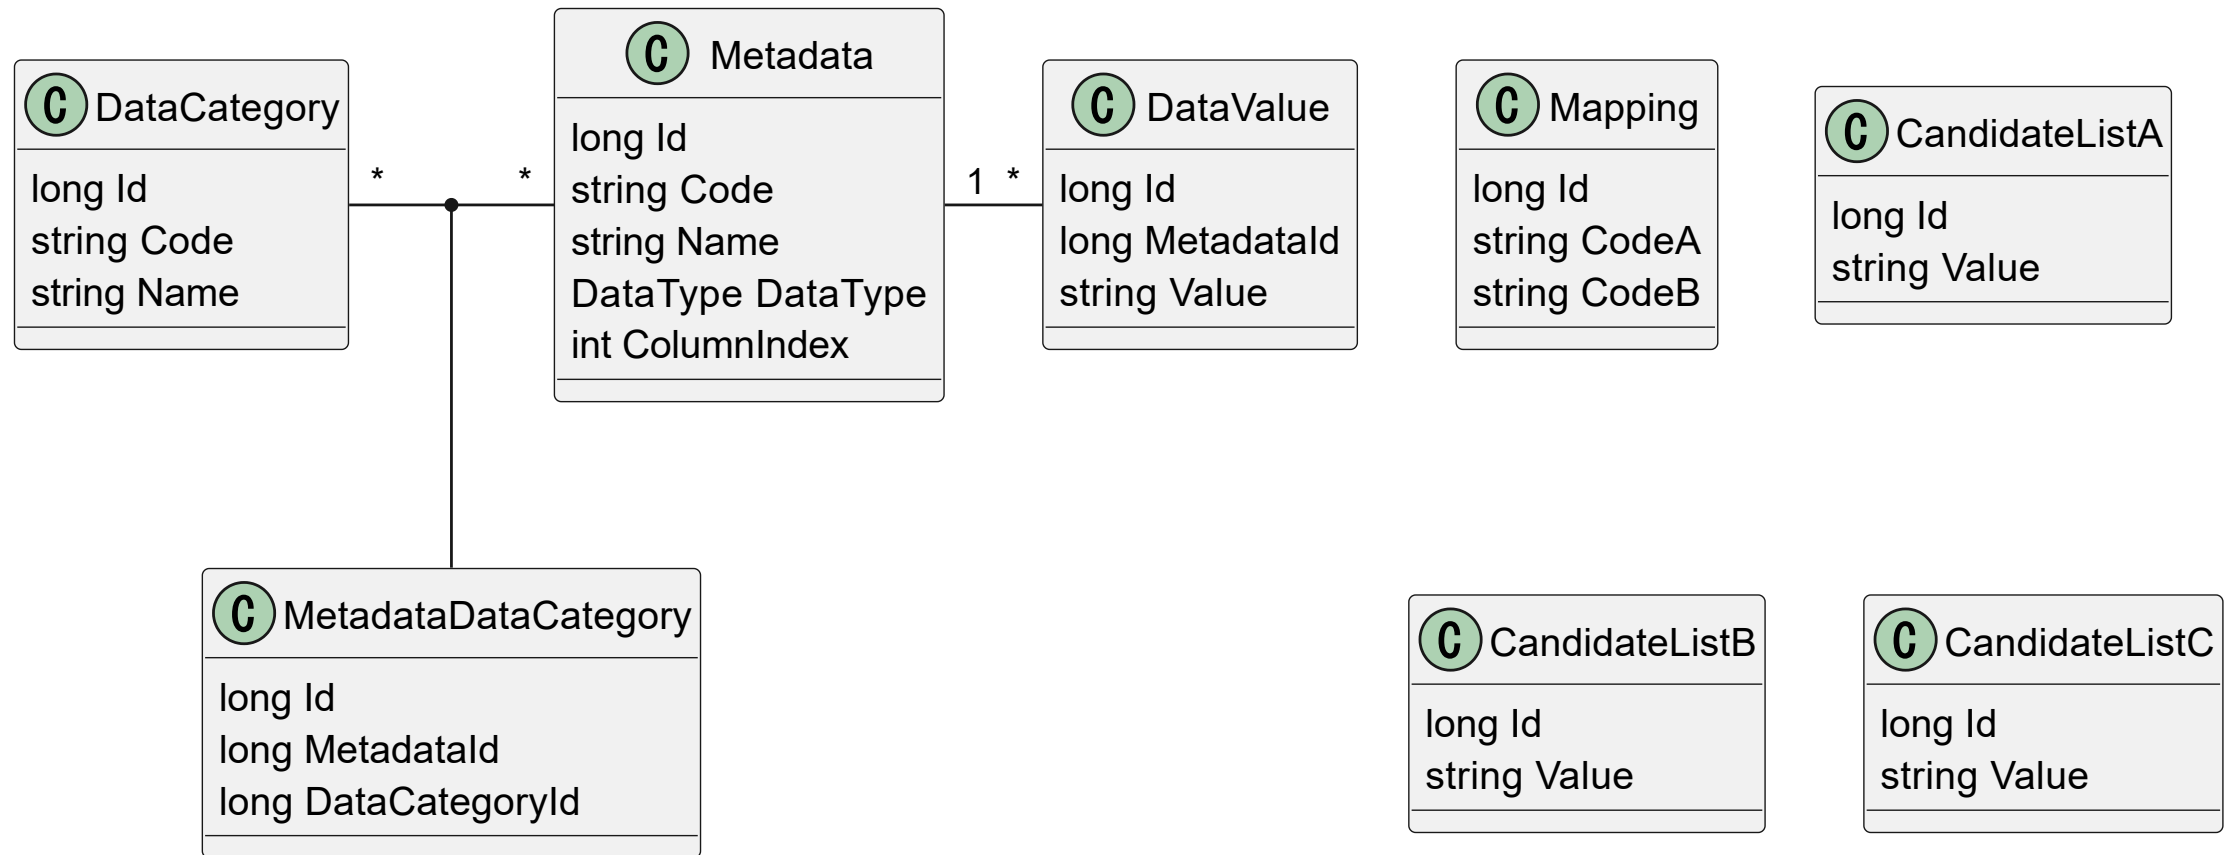 C DataCategory
long Id
string Code
string Name
* *
C Metadata
long Id
string Code
string Name
DataType DataType
int ColumnIndex
1 *
C DataValue
long Id
long MetadataId
string Value
C Mapping
long Id
string CodeA
string CodeB
C CandidateListA
long Id
string Value
C MetadataDataCategory
long Id
long MetadataId
long DataCategoryId
C CandidateListB
long Id
string Value
C CandidateListC
long Id
string Value